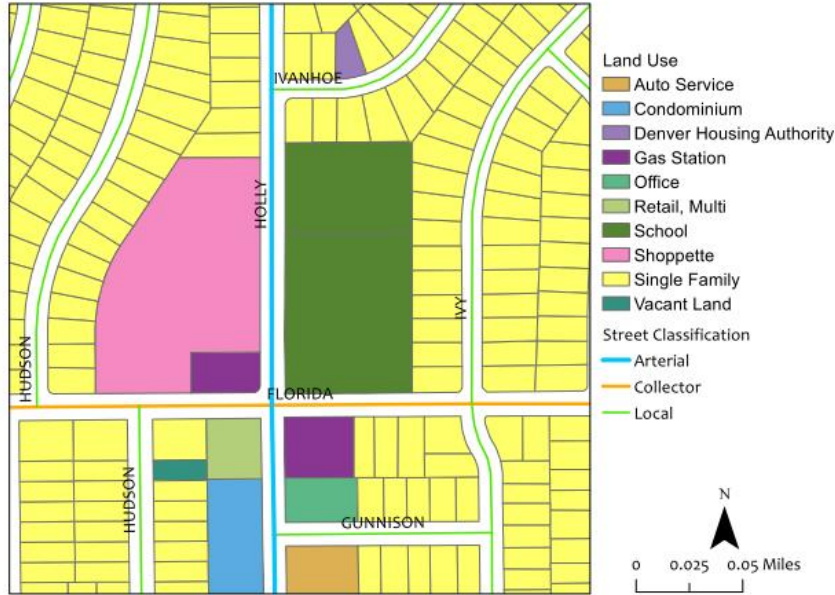 IVANHOE
HOLLY
IVY
HUDSON
FLORIDA
HUDSON
GUNNISON
Land Use
Auto Service
Condominium
Denver Housing Authority
Gas Station
Office
Retail, Multi
School
Shoppette
Single Family
Vacant Land
Street Classification
Arterial
Collector
Local
N
0 0.025 0.05 Miles